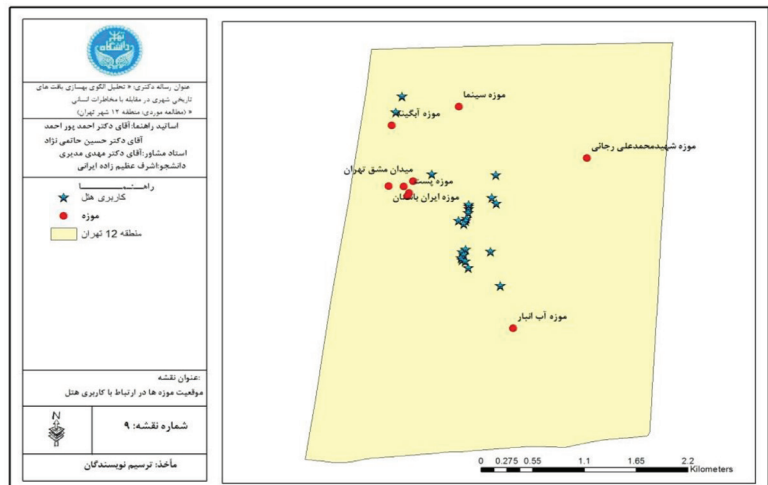 عنوان رساله دکتری: « تحلیل الگوی بهسازی بافت های
تاریخی شهری در مقابله با مخاطرات انسانی
« (مطالعه موردی: منطقه ۱۲ شهر تهران)
اساتید راهنما:آقای دکتر احمد پور احمد
آقای دکتر حسین حاتمی نژاد
استاد مشاور:آقای دکتر مهدی مدیری
دانشجو:اشرف عظیم زاده ایرانی
راهنما
کاربری هتل
موزه
منطقه 12 تهران
عنوان نقشه:
موقعیت موزه ها در ارتباط با کاربری هتل
N
شماره نقشه: ۹
مأخذ: ترسیم نویسندگان
موزه سینما
موزه آبگینه
موزه شهیدمحمدعلی رجائی
میدان مشق تهران
موزه پست
موزه ایران باستان
موزه آب انبار
0 0.275 0.55 1.1 1.65 2.2
Kilometers